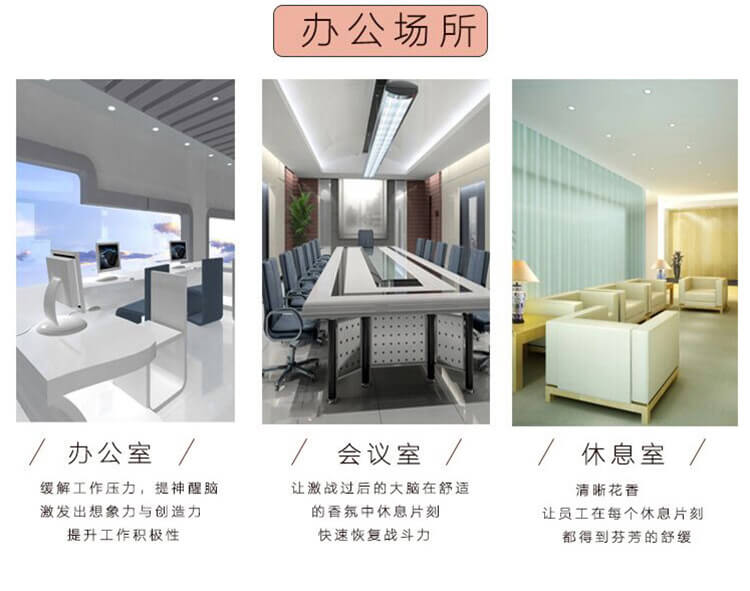 办公场所
办公室
缓解工作压力，提神醒脑
激发出想象力与创造力
提升工作积极性
会议室
让激战过后的大脑在舒适
的香氛中休息片刻
快速恢复战斗力
休息室
清晰花香
让员工在每个休息片刻
都得到芬芳的舒缓